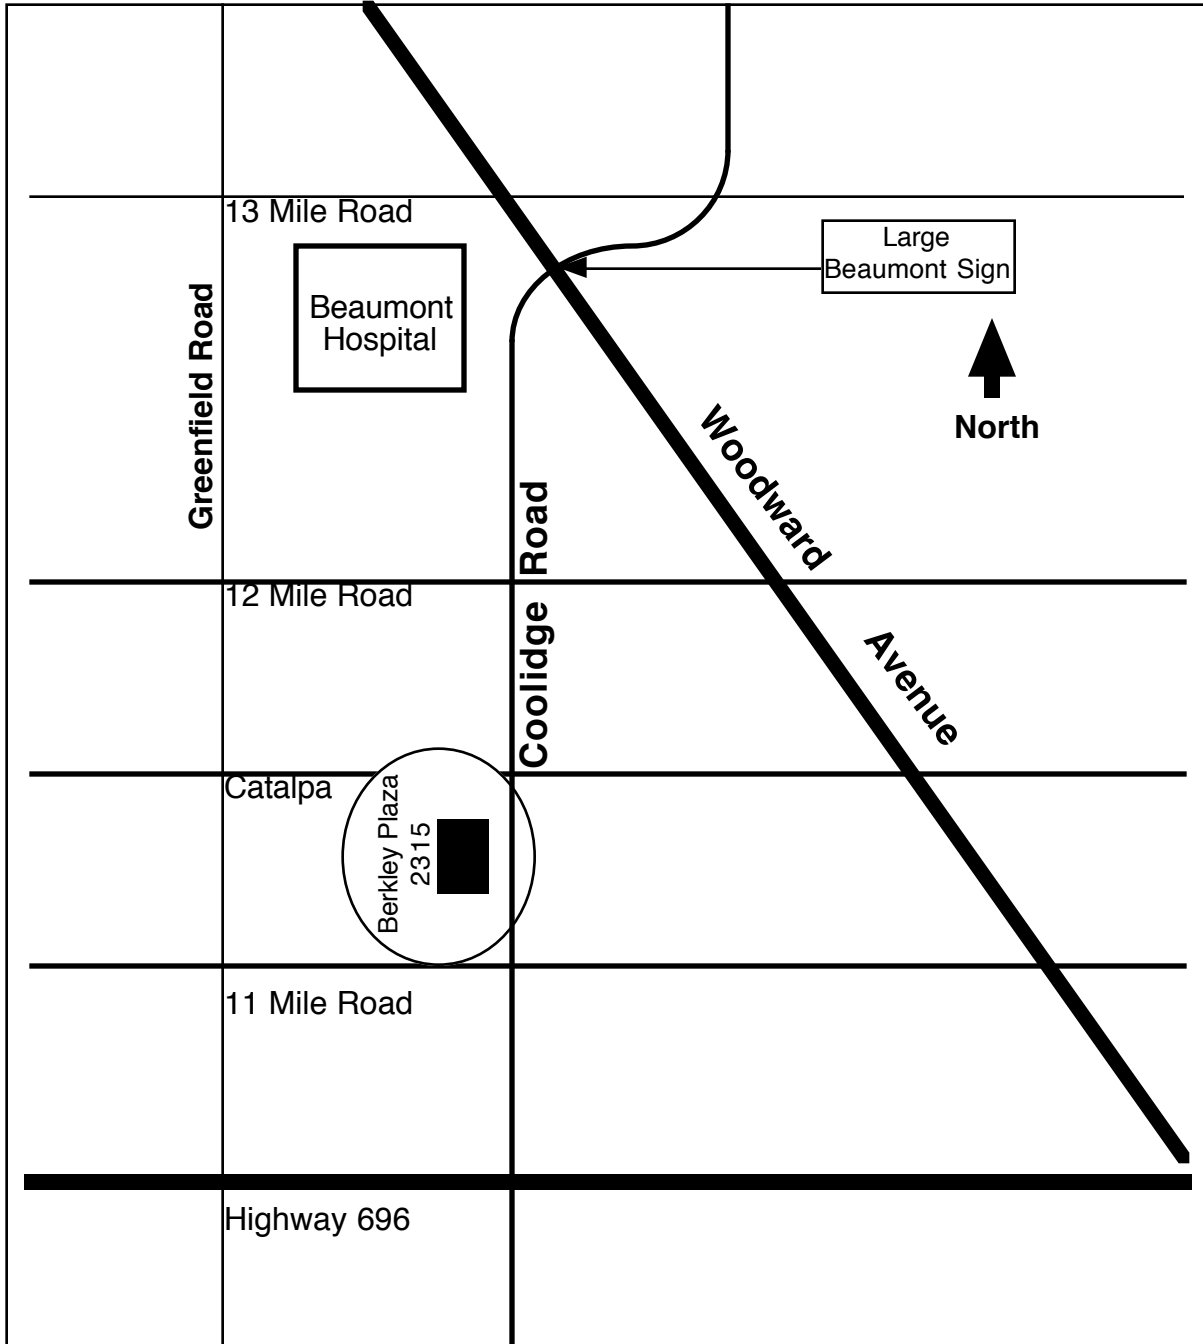 13 Mile Road
Large
Beaumont Sign
Beaumont
Hospital
Greenfield Road
North
Woodward
Avenue
Coolidge Road
12 Mile Road
Catalpa
Berkley Plaza
2315
11 Mile Road
Highway 696